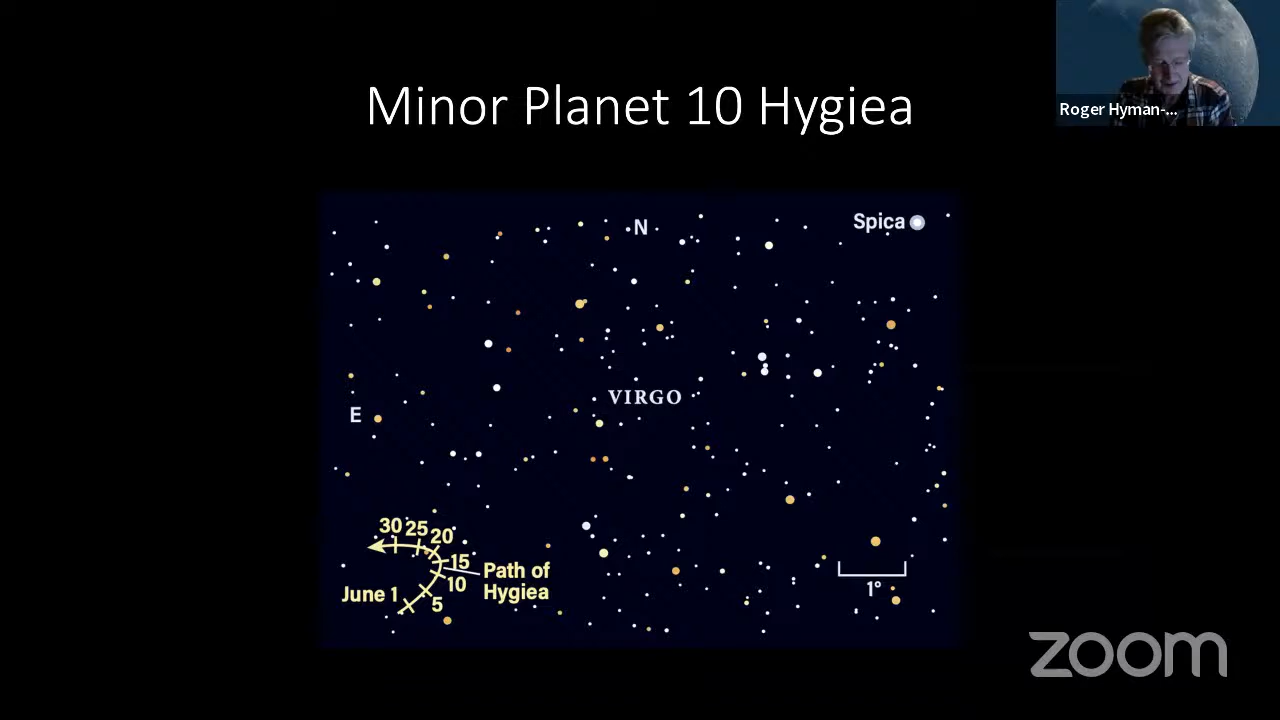 Minor Planet 10 Hygiea
Roger Hyman-...
N
Spica
VIRGO
E
30 25 20
15
10
5
June 1
Path of
Hygiea
1°
zoom